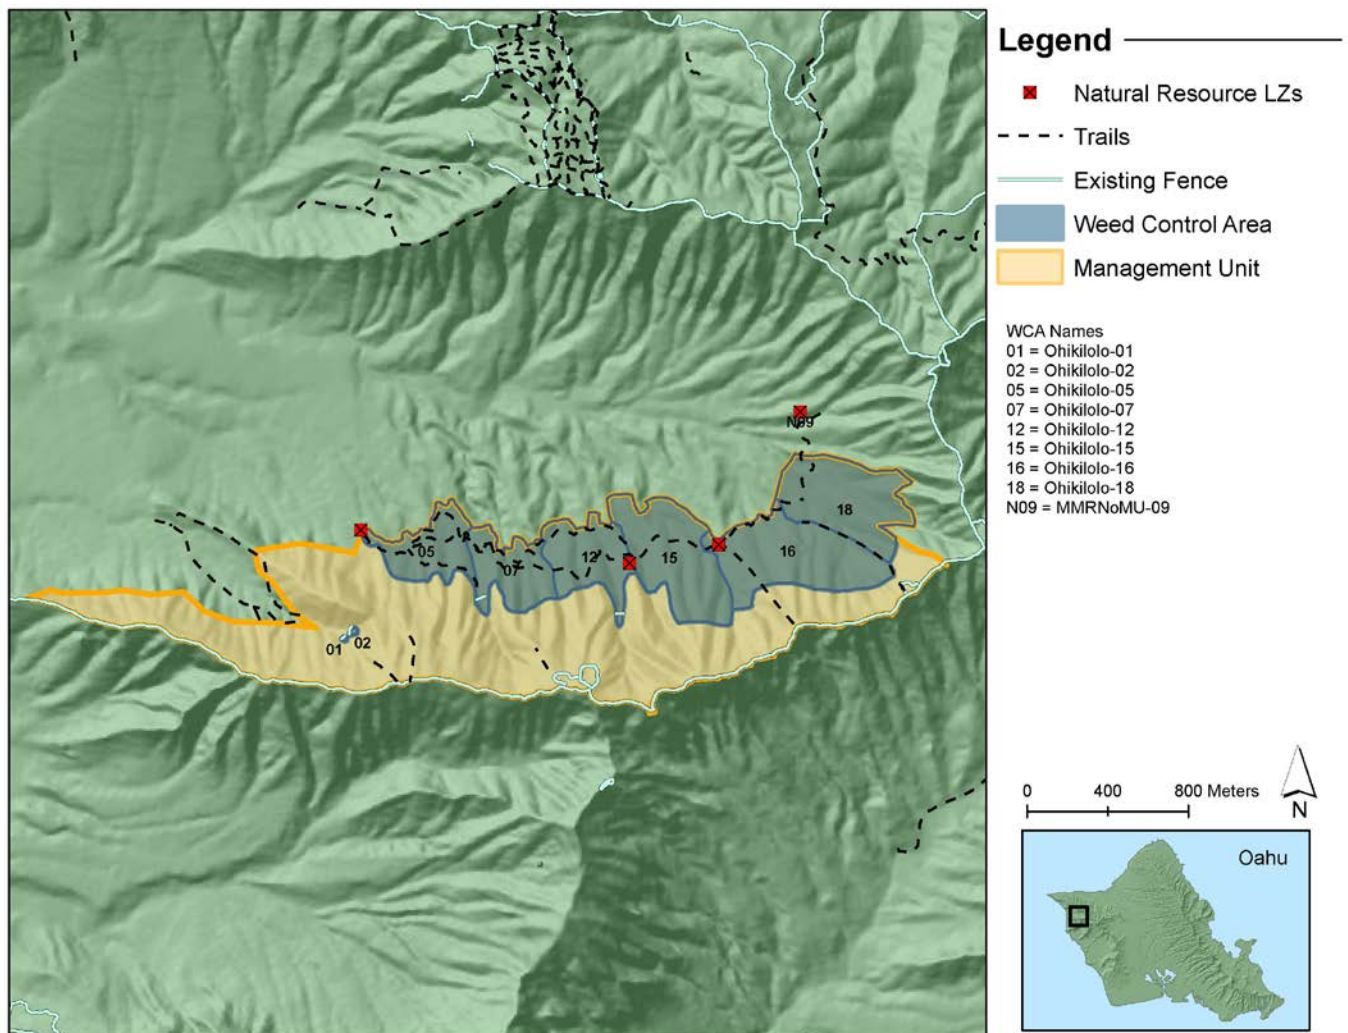 Legend
Natural Resource LZs
Trails
Existing Fence
Weed Control Area
Management Unit
WCA Names
01 = Ohikilolo-01
02 = Ohikilolo-02
05 = Ohikilolo-05
07 = Ohikilolo-07
12 = Ohikilolo-12
15 = Ohikilolo-15
16 = Ohikilolo-16
18 = Ohikilolo-18
N09 = MMRNoMU-09
N09
18
05
07
12
15
16
01
02
0 400 800 Meters
N
Oahu